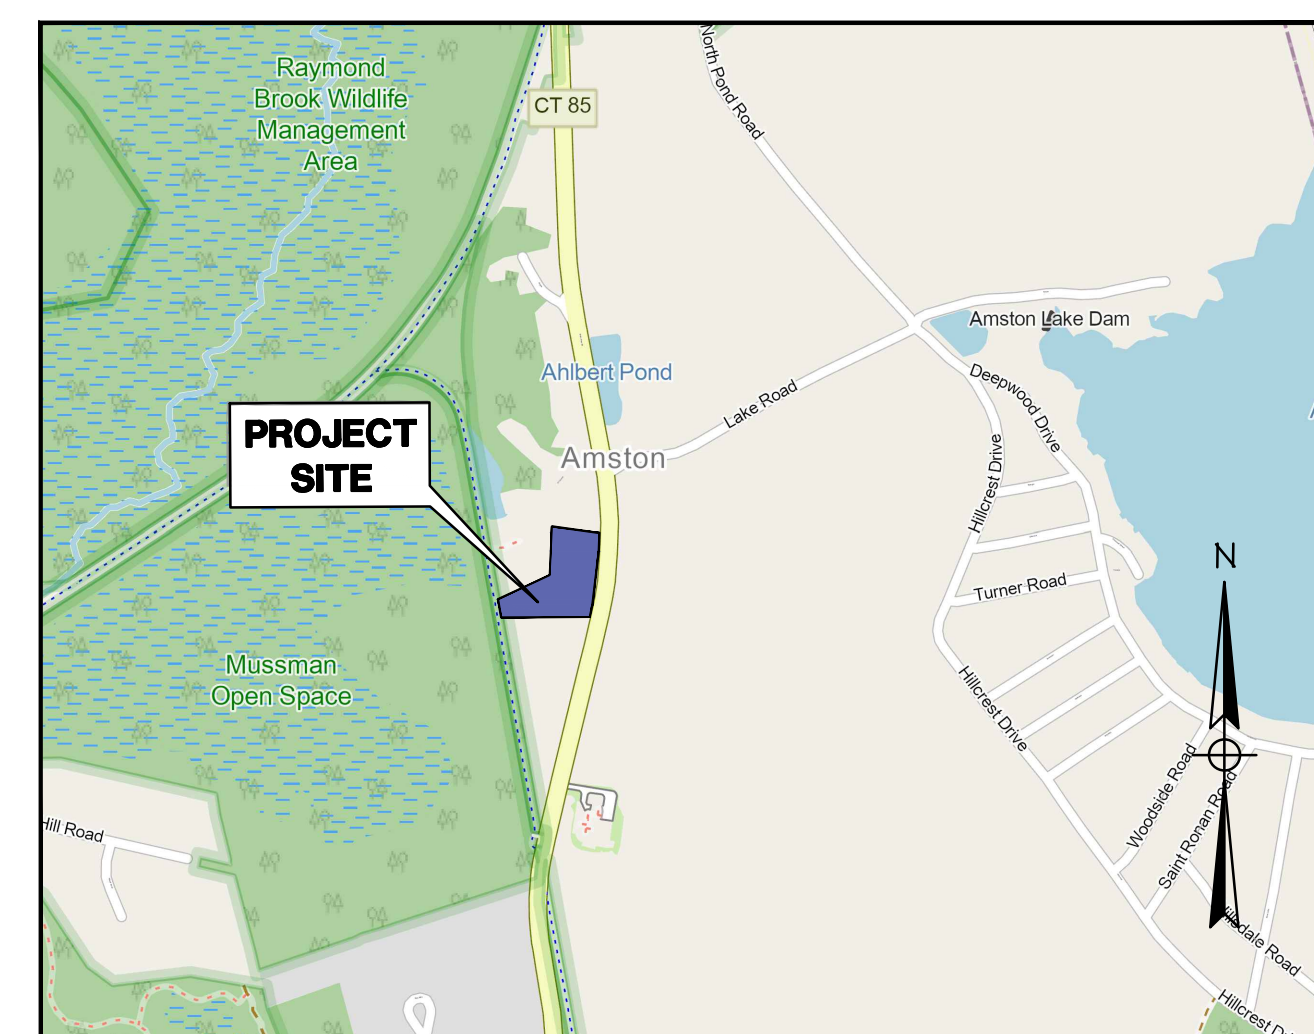 Raymond
Brook Wildlife
Management
Area
CT 85
North Pond Road
Amston Lake Dam
Ahlbert Pond
Deepwood Drive
Lake Road
PROJECT
SITE
Amston
Hillcrest Drive
N
Turner Road
Mussman
Open Space
Hillcrest Drive
Woodside Road
Saint Ronan Road
Hill Road
Hillsdale Road
Hillcrest